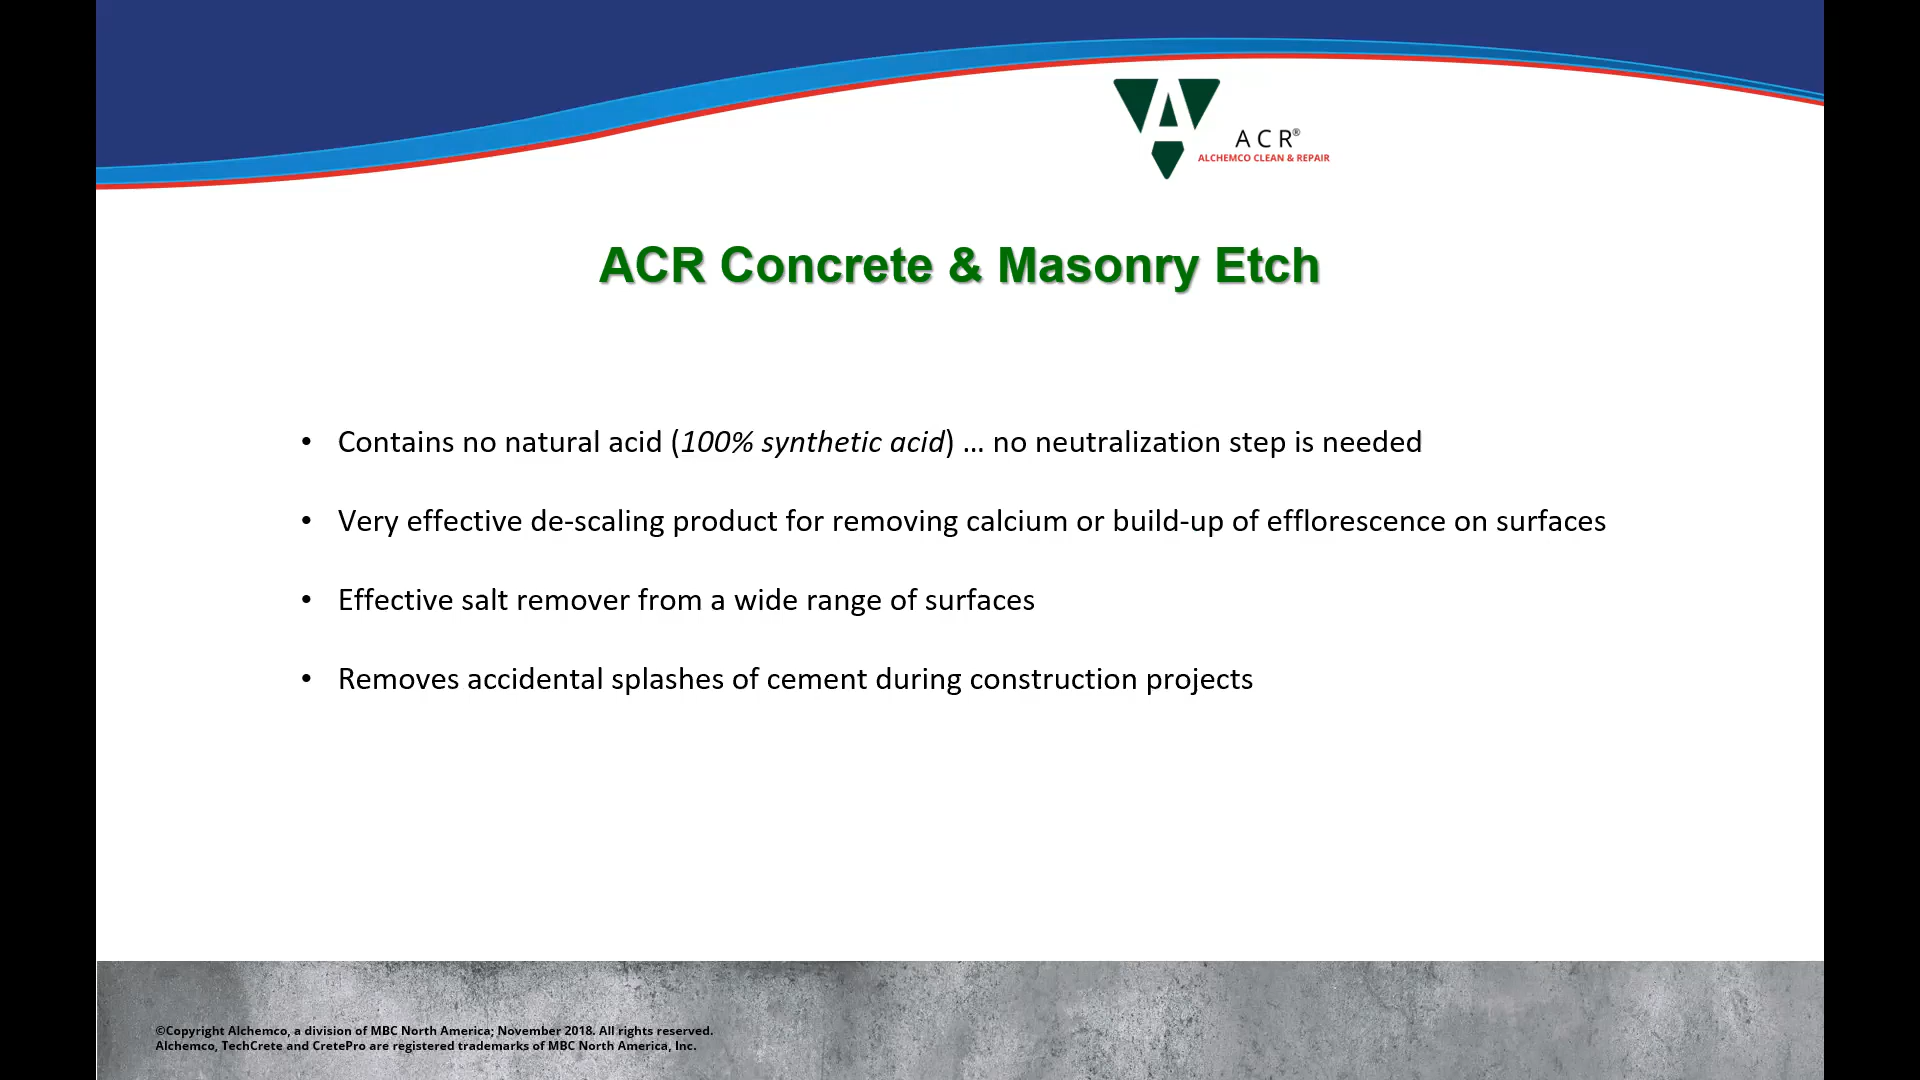 ACR®
ALCHEMCO CLEAN & REPAIR
ACR Concrete & Masonry Etch
• Contains no natural acid (100% synthetic acid) … no neutralization step is needed
• Very effective de-scaling product for removing calcium or build-up of efflorescence on surfaces
• Effective salt remover from a wide range of surfaces
• Removes accidental splashes of cement during construction projects
©Copyright Alchemco, a division of MBC North America; November 2018. All rights reserved.
Alchemco, TechCrete and CretePro are registered trademarks of MBC North America, Inc.